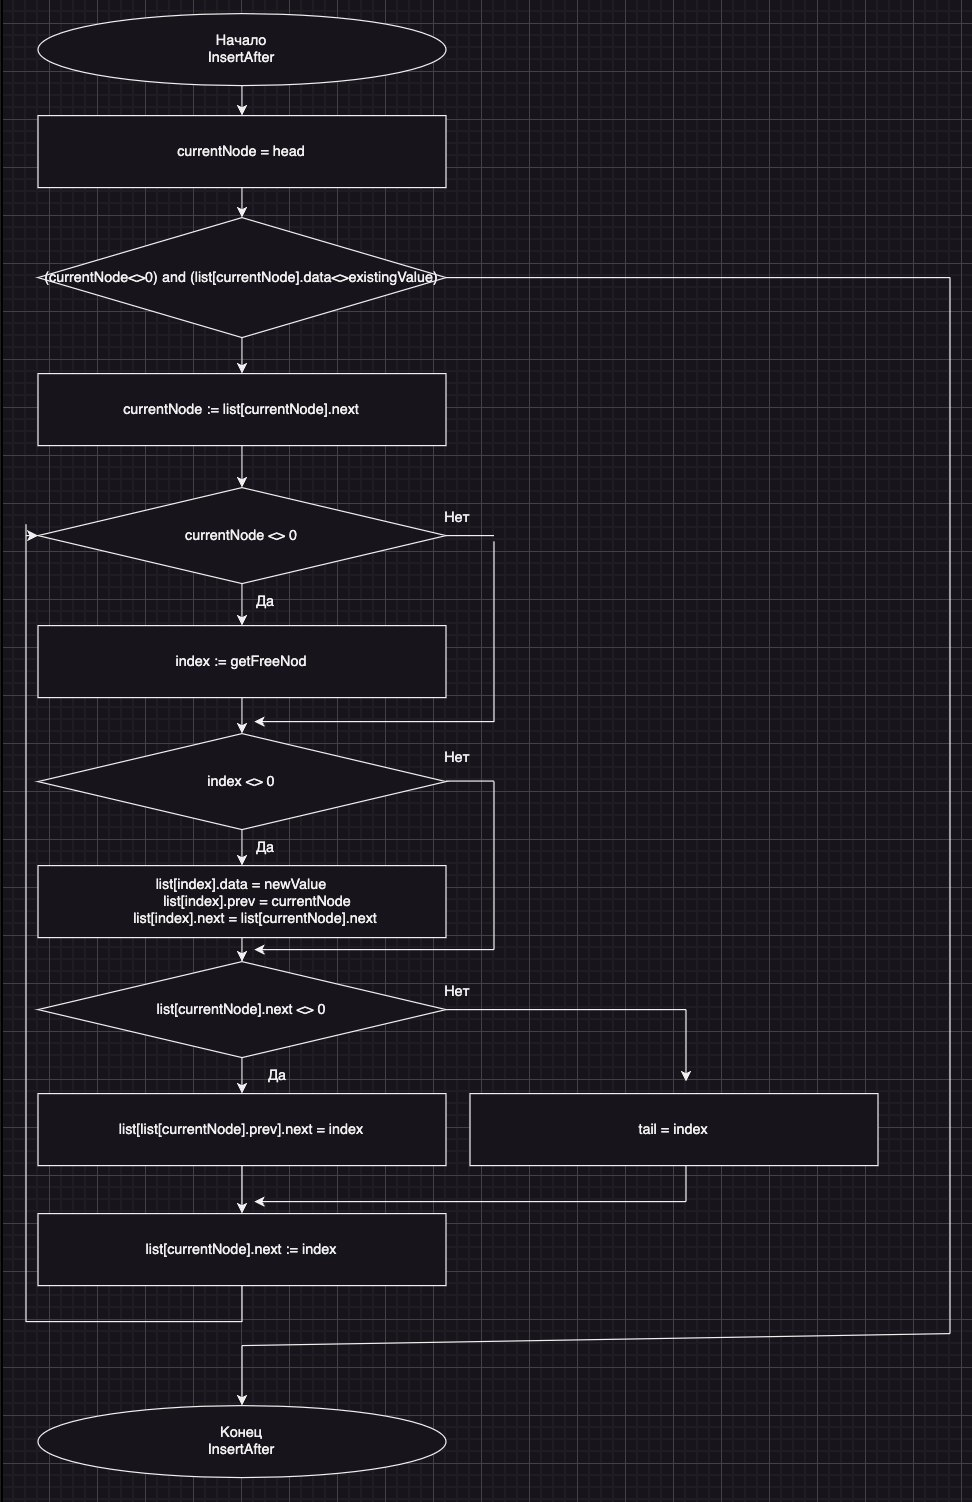 Начало
InsertAfter
currentNode = head
(currentNode<>0) and (list[currentNode].data<>existingValue)
currentNode := list[currentNode].next
currentNode <> 0
Нет
Да
index := getFreeNod
index <> 0
Нет
Да
list[index].data = newValue
list[index].prev = currentNode
list[index].next = list[currentNode].next
list[currentNode].next <> 0
Нет
Да
list[list[currentNode].prev].next = index
tail = index
list[currentNode].next := index
Конец
InsertAfter